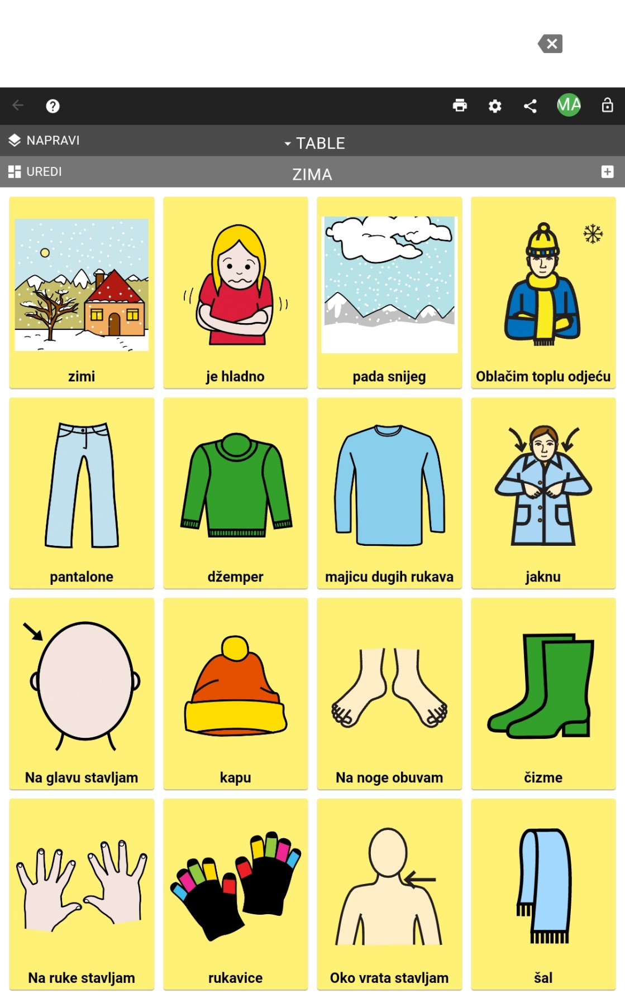 MA
NAPRAVI
TABLE
UREDI
ZIMA
zimi
je hladno
pada snijeg
Oblačim toplu odjeću
pantalone
džemper
majicu dugih rukava
jaknu
Na glavu stavljam
kapu
Na noge obuvam
čizme
Na ruke stavljam
rukavice
Oko vrata stavljam
šal